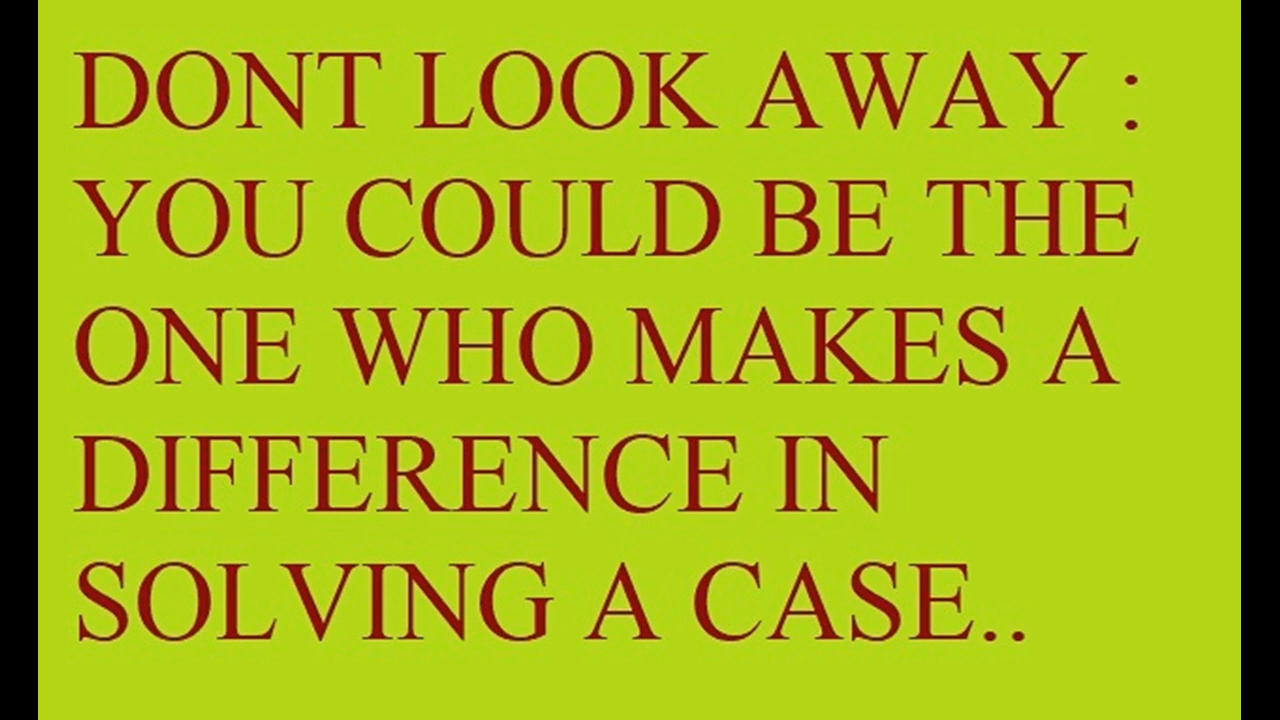 DONT LOOK AWAY :
YOU COULD BE THE
ONE WHO MAKES A
DIFFERENCE IN
SOLVING A CASE..